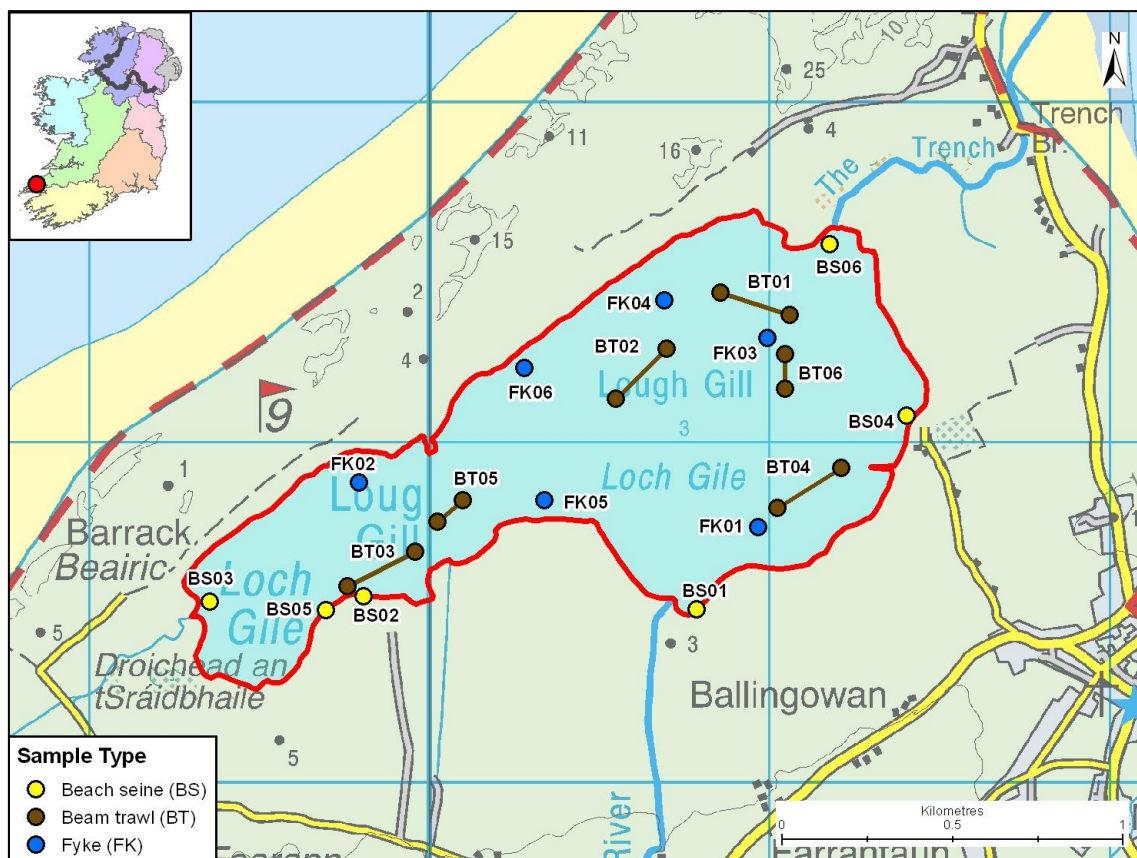 N
25
10
11
4
16
Trench
Br.
The
Trench
15
BS06
BT01
2
FK04
BT02
FK03
4
Lough Gill
BT06
FK06
9
3
BS04
FK02
BT04
BT05
Loch Gile
1
Loug
Gill
FK05
FK01
Barrack
Beairic
BT03
BS03
Loch
Gile
BS05
BS02
BS01
5
3
Droichead an
tSráidbhaile
Ballingowan
5
River
Sample Type
Beach seine (BS)
Beam trawl (BT)
Fyke (FK)
Kilometres
0
0.5
1